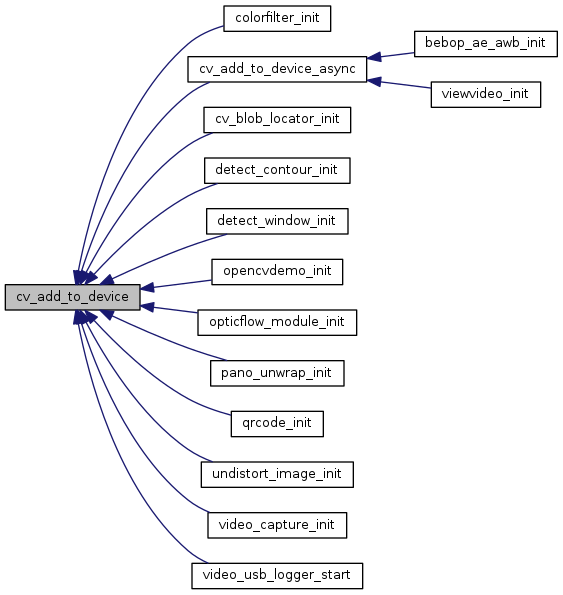 colorfilter_init
bebop_ae_awb_init
cv_add_to_device_async
viewvideo_init
cv_blob_locator_init
detect_contour_init
detect_window_init
opencvdemo_init
cv_add_to_device
opticflow_module_init
pano_unwrap_init
qrcode_init
undistort_image_init
video_capture_init
video_usb_logger_start